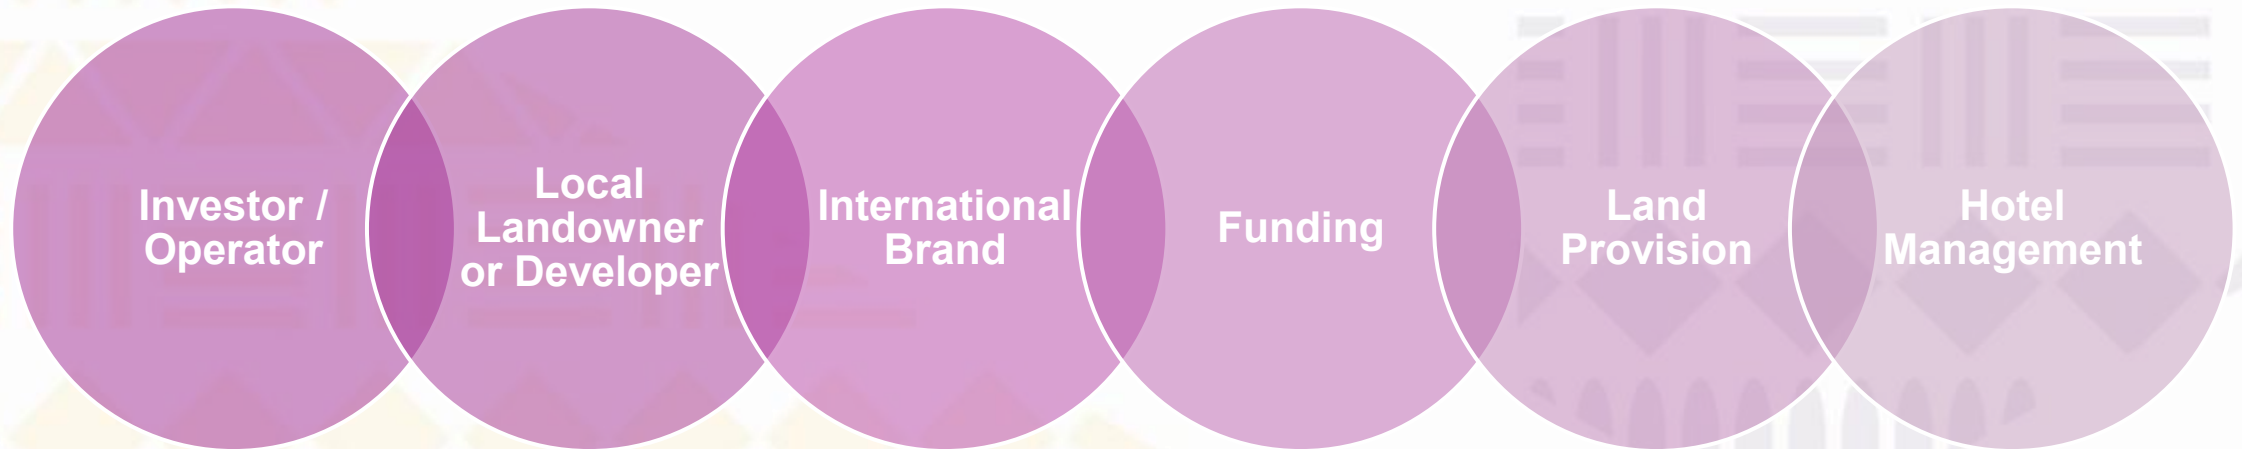 Investor /
Operator
Local
Landowner
or Developer
International
Brand
Funding
Land
Provision
Hotel
Management